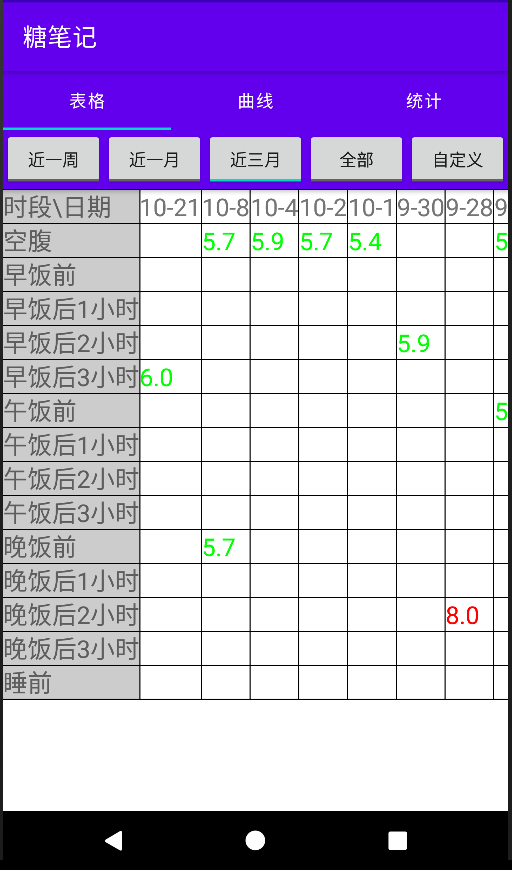 糖笔记
表格 曲线 统计
近一周 近一月 近三月 全部 自定义
时段\日期 10-21 10-8 10-4 10-2 10-1 9-30 9-28 9
空腹 5.7 5.9 5.7 5.4 5
早饭前
早饭后1小时
早饭后2小时 5.9
早饭后3小时 6.0
午饭前 5
午饭后1小时
午饭后2小时
午饭后3小时
晚饭前 5.7
晚饭后1小时
晚饭后2小时 8.0
晚饭后3小时
睡前